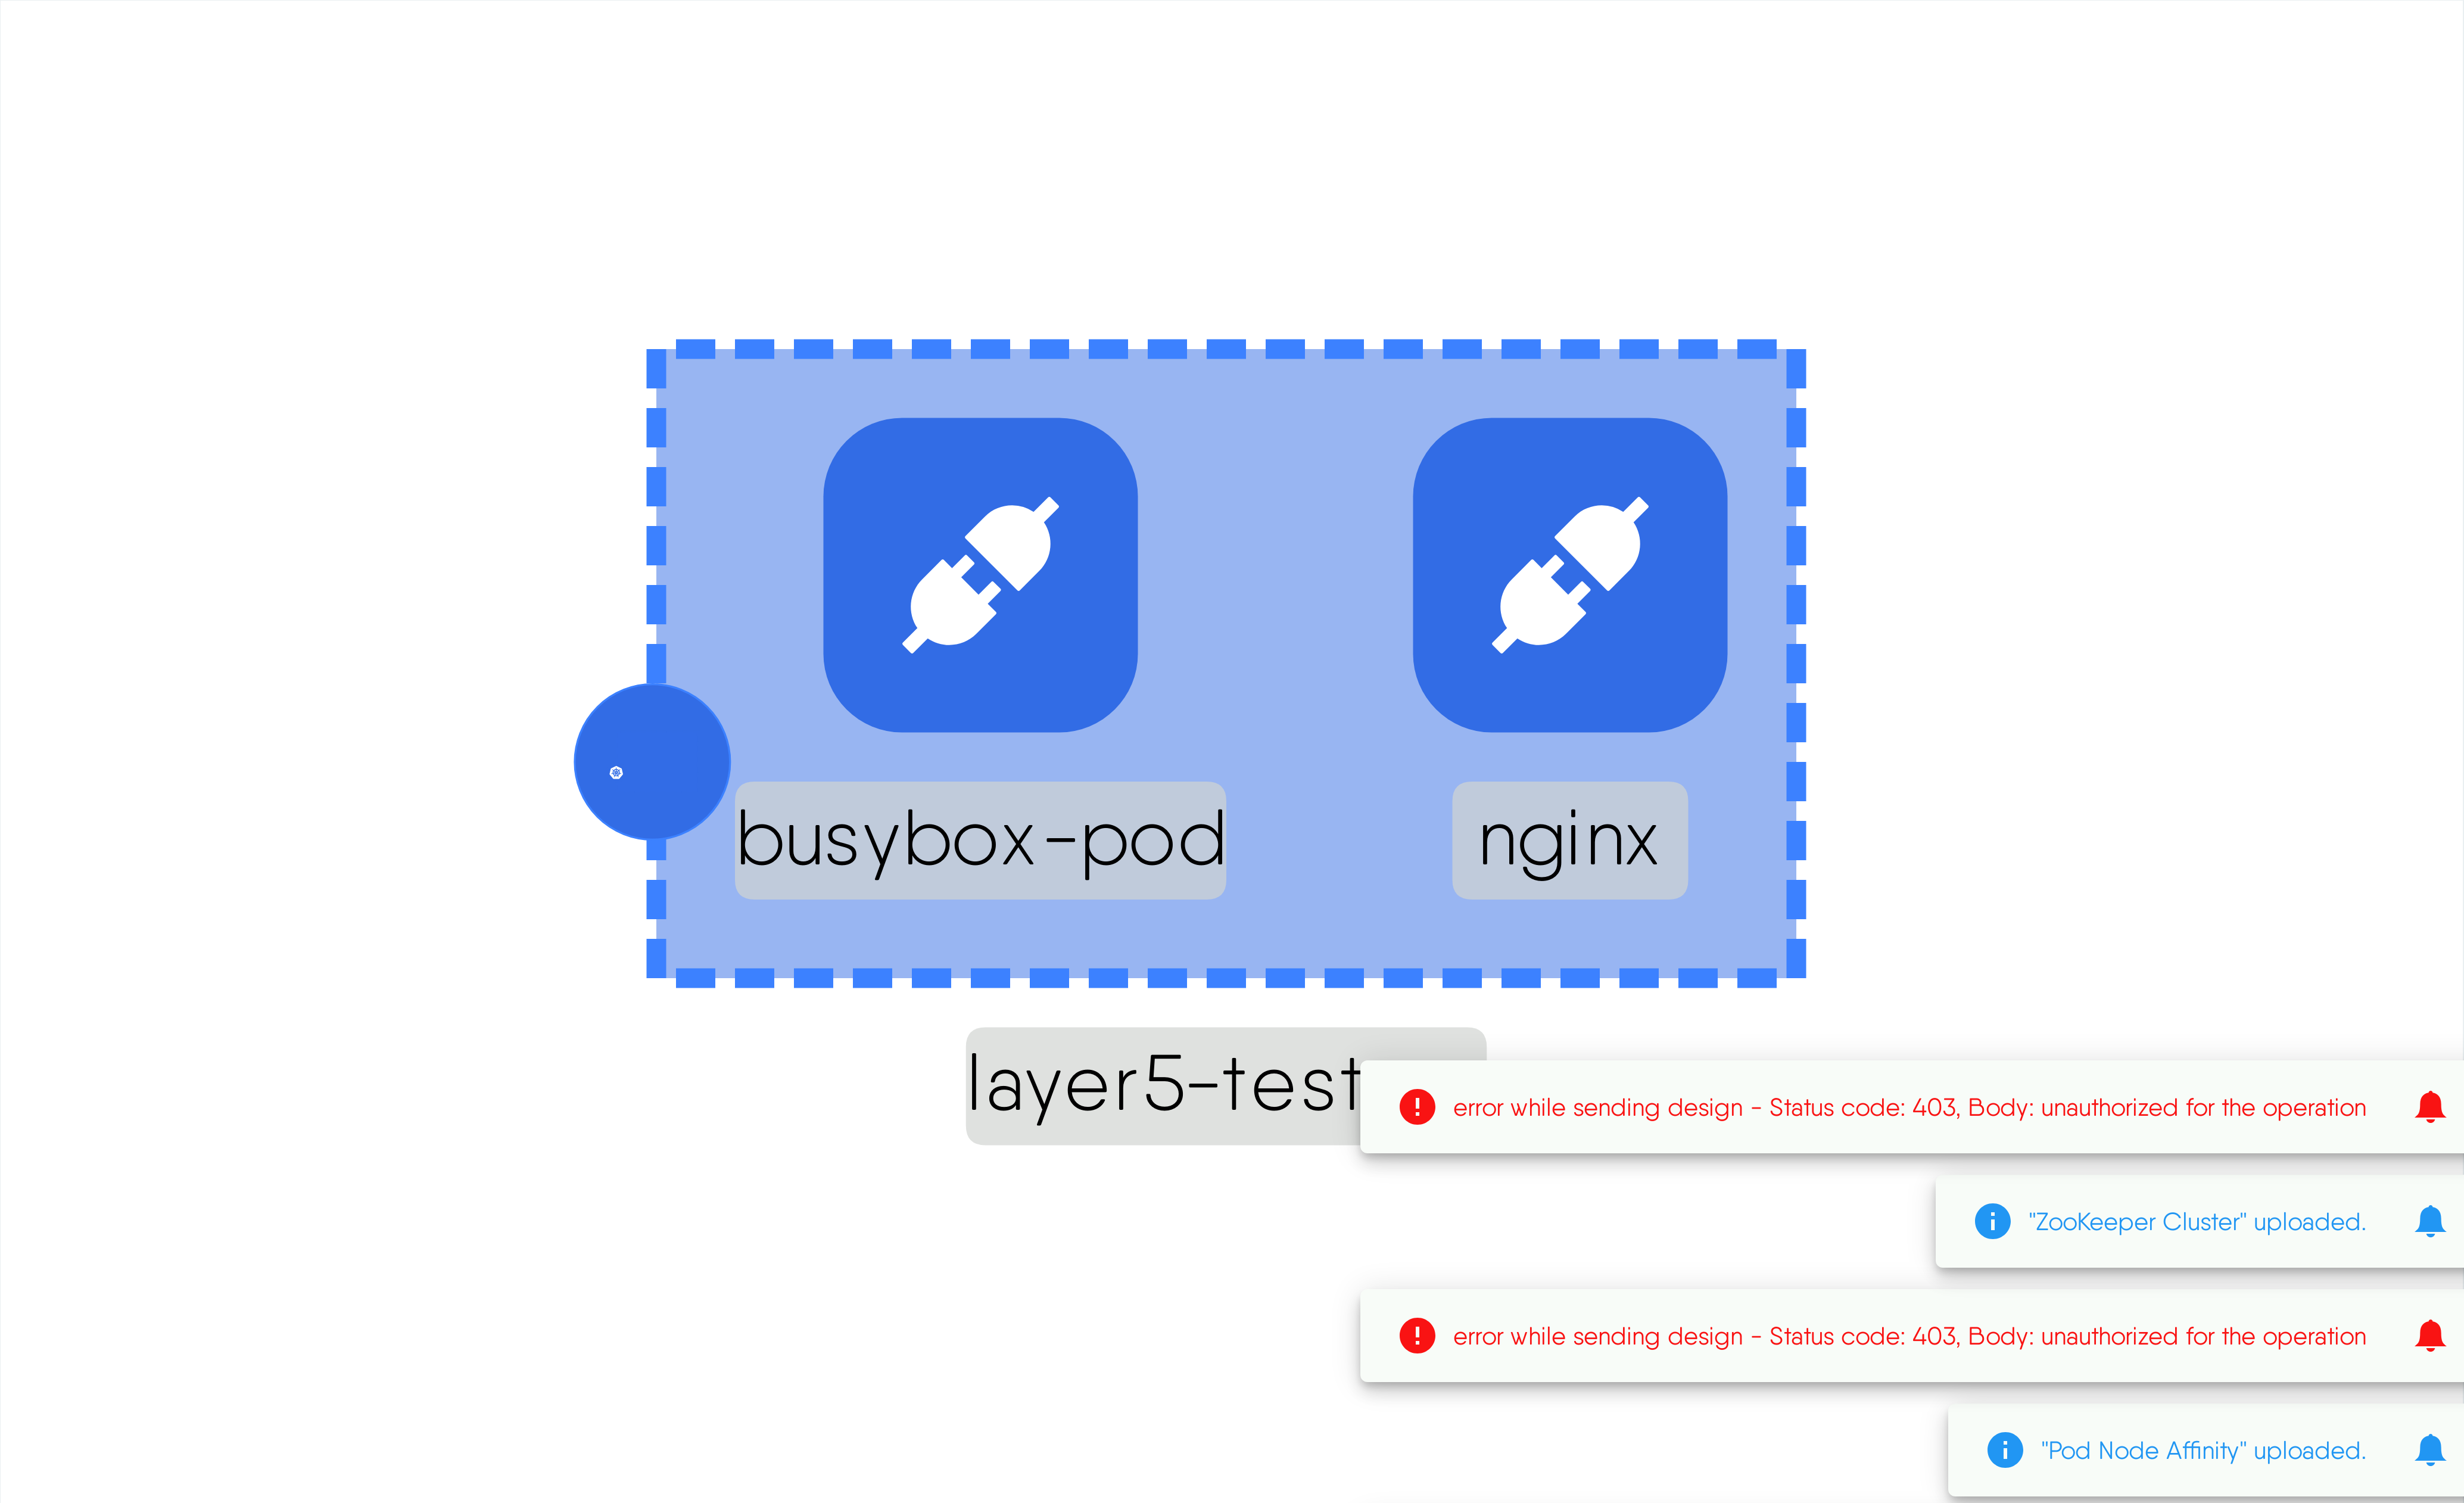 busybox-pod
nginx
layer5-test
error while sending design - Status code: 403, Body: unauthorized for the operation
"ZooKeeper Cluster" uploaded.
error while sending design - Status code: 403, Body: unauthorized for the operation
"Pod Node Affinity" uploaded.